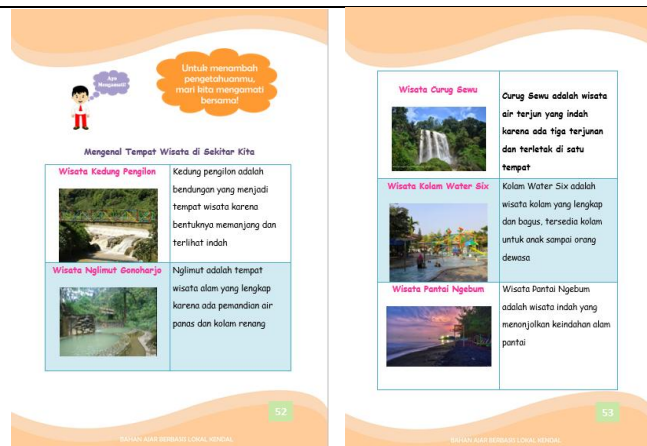 Ayo
Mengamati!
Untuk menambah
pengetahuanmu,
mari kita mengamati
bersama!
Mengenal Tempat Wisata di Sekitar Kita
Wisata Kedung Pengilon
Kedung pengilon adalah
bendungan yang menjadi
tempat wisata karena
bentuknya memanjang dan
terlihat indah
Wisata Nglimut Gonoharjo
Nglimut adalah tempat
wisata alam yang lengkap
karena ada pemandian air
panas dan kolam renang
52
BAHAN AJAR BERBASIS LOKAL KENDAL
Wisata Curug Sewu
Curug Sewu adalah wisata
air terjun yang indah
karena ada tiga terjunan
dan terletak di satu
tempat
Wisata Kolam Water Six
Kolam Water Six adalah
wisata kolam yang lengkap
dan bagus, tersedia kolam
untuk anak sampai orang
dewasa
Wisata Pantai Ngebum
Wisata Pantai Ngebum
adalah wisata indah yang
menonjolkan keindahan alam
pantai
53
BAHAN AJAR BERBASIS LOKAL KENDAL